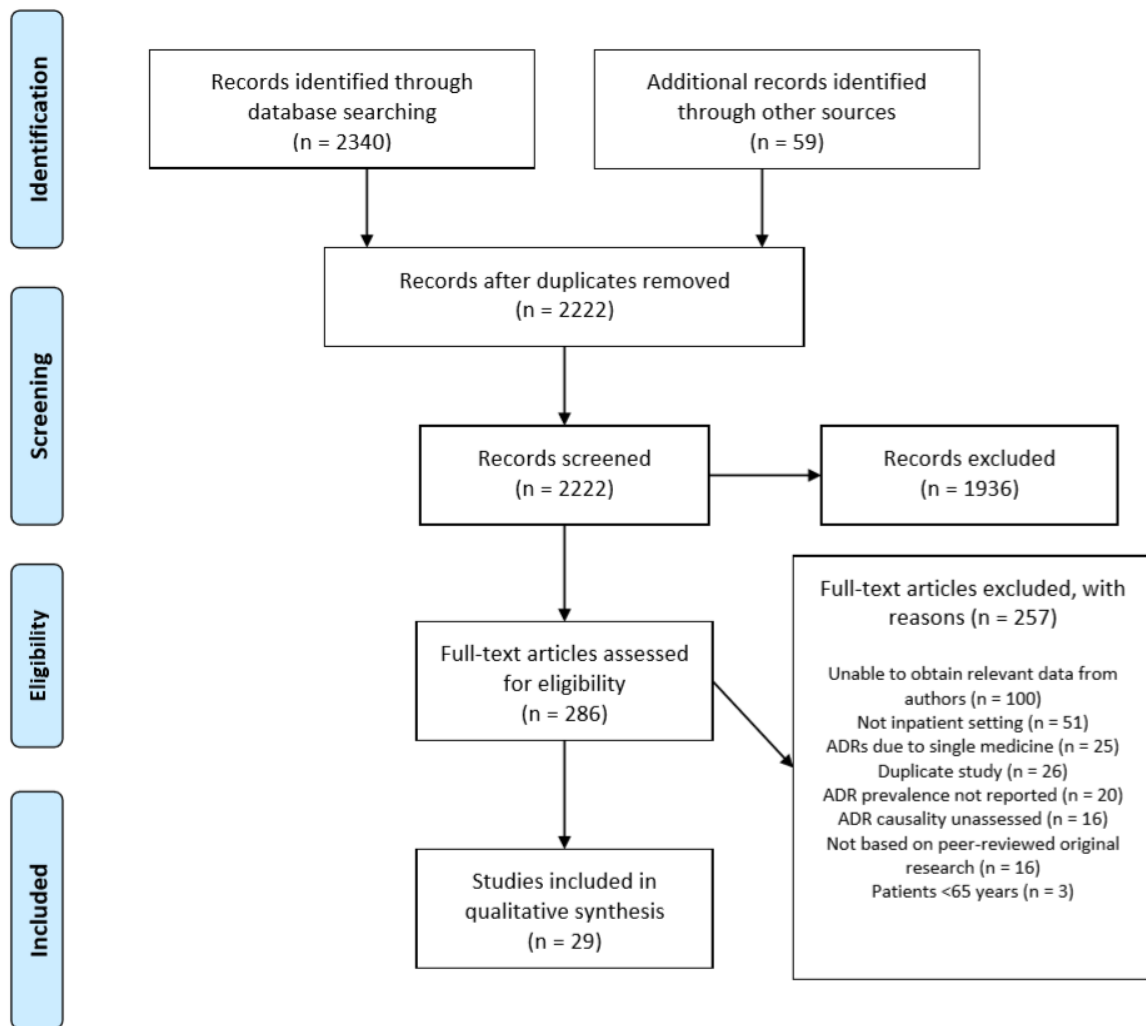 Identification
Records identified through
database searching
(n = 2340)
Additional records identified
through other sources
(n = 59)
Records after duplicates removed
(n = 2222)
Screening
Records screened
(n = 2222)
Records excluded
(n = 1936)
Eligibility
Full-text articles assessed
for eligibility
(n = 286)
Full-text articles excluded, with
reasons (n = 257)
Unable to obtain relevant data from
authors (n = 100)
Not inpatient setting (n = 51)
ADRs due to single medicine (n = 25)
Duplicate study (n = 26)
ADR prevalence not reported (n = 20)
ADR causality unassessed (n = 16)
Not based on peer-reviewed original
research (n = 16)
Patients <65 years (n = 3)
Included
Studies included in
qualitative synthesis
(n = 29)